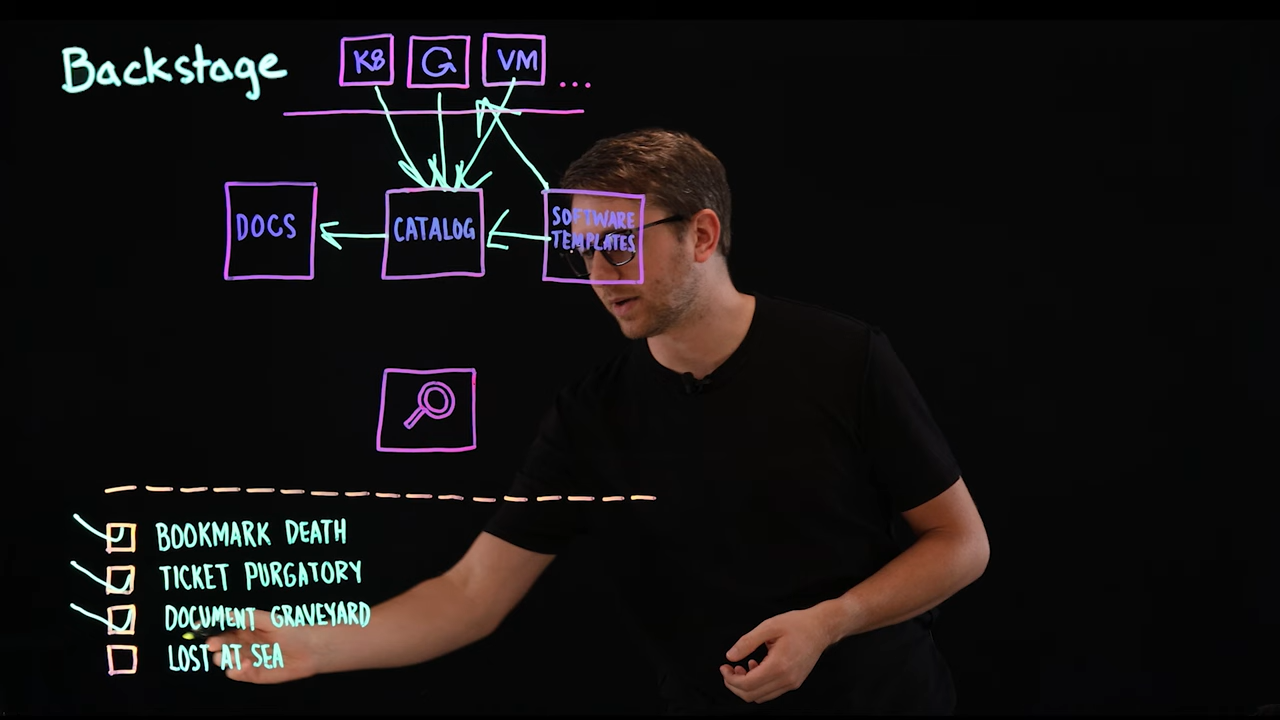 Backstage
K8
G
VM
...
DOCS
CATALOG
SOFTWARE
TEMPLATES
BOOKMARK DEATH
TICKET PURGATORY
DOCUMENT GRAVEYARD
LOST AT SEA